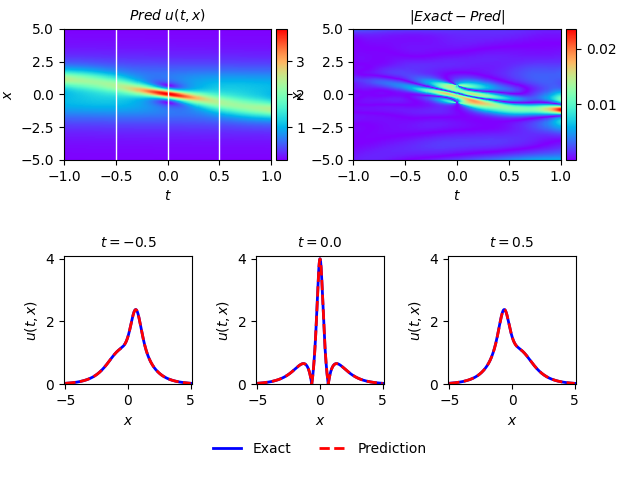 Pred u(t, x)
|Exact − Pred|
5.0
2.5
0.0
−2.5
−5.0
x
−1.0 −0.5 0.0 0.5 1.0
t
3
2
1
5.0
2.5
0.0
−2.5
−5.0
x
−1.0 −0.5 0.0 0.5 1.0
t
0.02
0.01
t = −0.5
t = 0.0
t = 0.5
4
2
0
u(t, x)
−5 0 5
x
4
2
0
u(t, x)
−5 0 5
x
4
2
0
u(t, x)
−5 0 5
x
Exact
Prediction